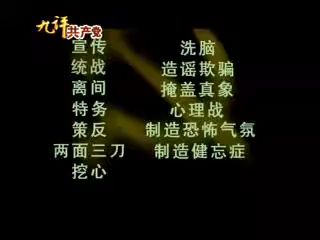 九评
共产党
宣传
统战
离间
特务
策反
两面三刀
挖心
洗脑
造谣欺骗
掩盖真象
心理战
制造恐怖气氛
制造健忘症